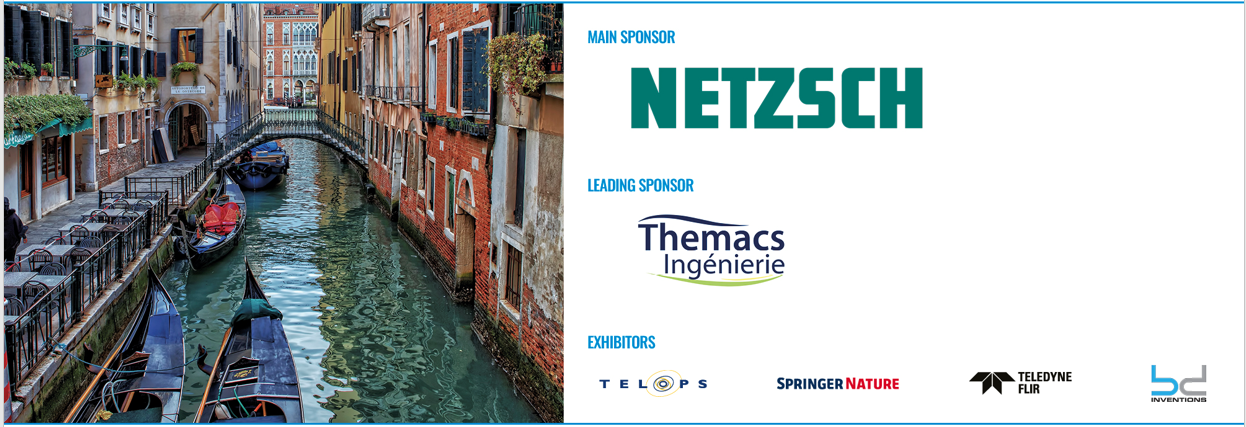 MAIN SPONSOR
NETZSCH
LEADING SPONSOR
Themacs
Ingénierie
EXHIBITORS
TELOPS
SPRINGER NATURE
TELEDYNE
FLIR
bd
INVENTIONS